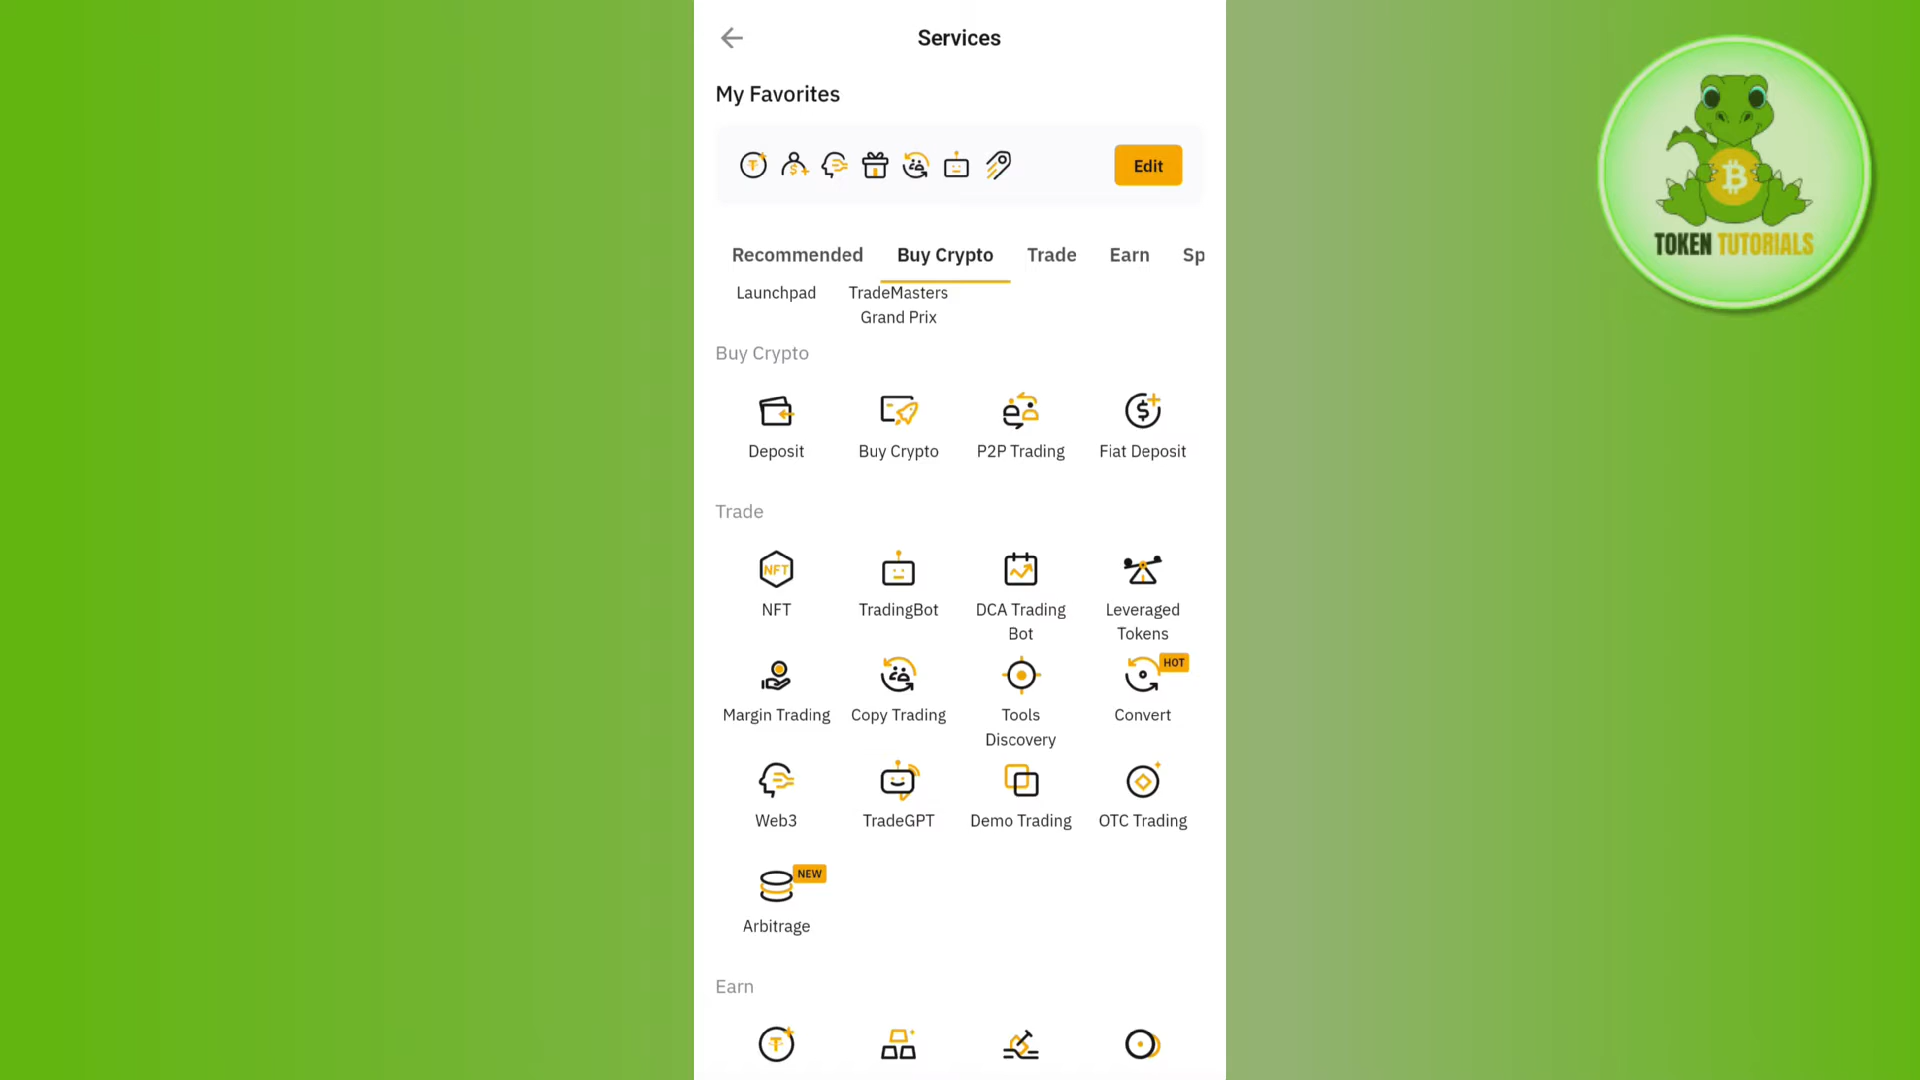 Services
My Favorites
Edit
Recommended Buy Crypto Trade Earn Sp
Launchpad TradeMasters
Grand Prix
Buy Crypto
Deposit Buy Crypto P2P Trading Fiat Deposit
Trade
NFT
NFT TradingBot DCA Trading Leveraged
Bot Tokens
HOT
Margin Trading Copy Trading Tools Convert
Discovery
Web3 TradeGPT Demo Trading OTC Trading
NEW
Arbitrage
Earn
TOKEN TUTORIALS